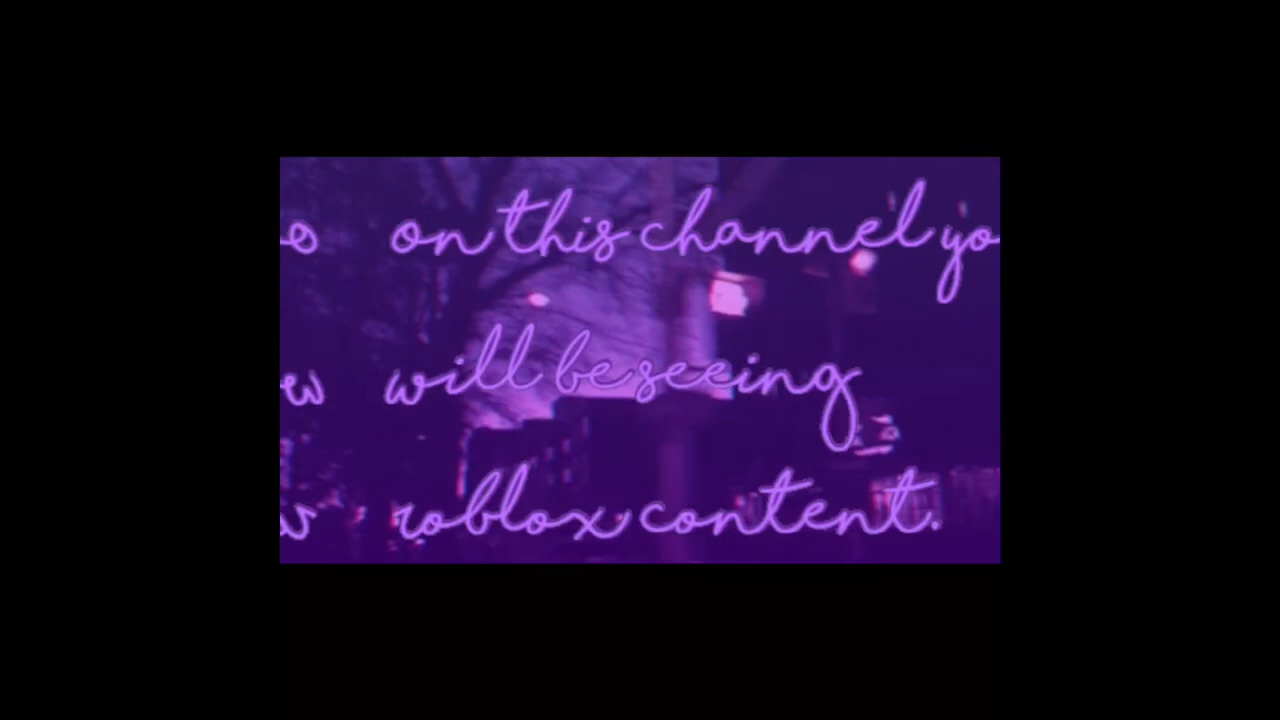 o on this channel yo
w will be seeing
w roblox content.